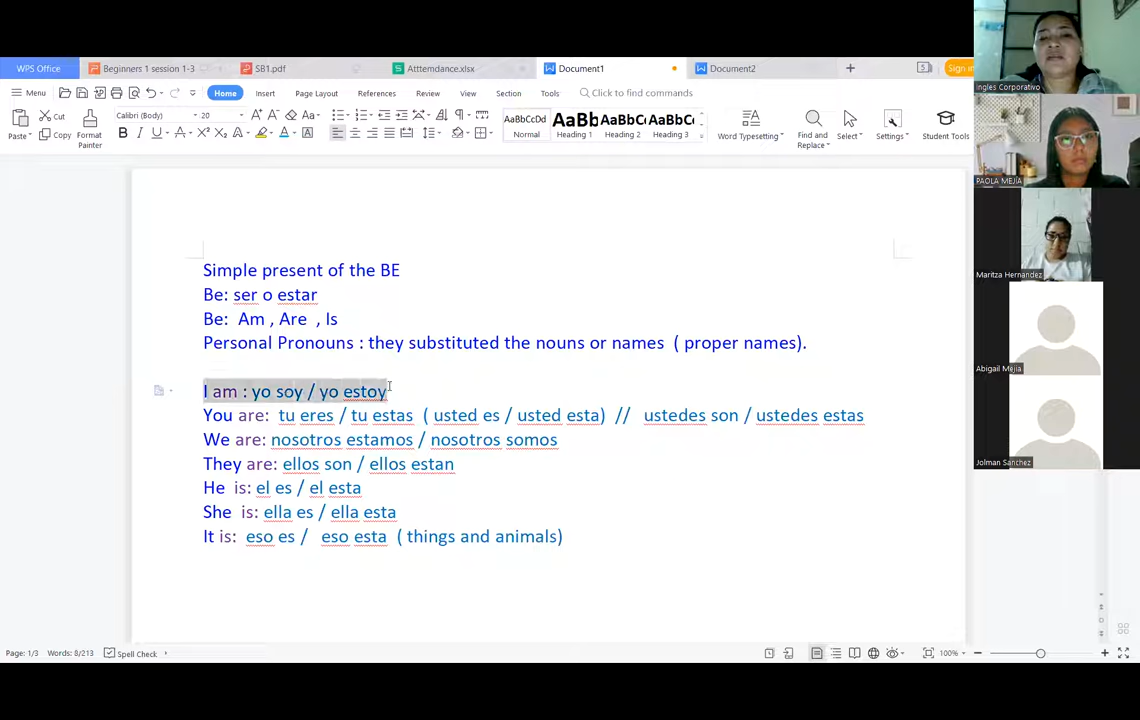 WPS Office
Beginners 1 session 1-3
SB1.pdf
Atttemdance.xlsx
Document1
Document2
Sign in
Menu
Home
Insert
Page Layout
References
Review
View
Section
Tools
Click to find commands
Paste
Cut
Copy
Format Painter
Calibri (Body)
20
AaBbCcDd
Normal
AaBb
Heading 1
AaBbC
Heading 2
AaBbC
Heading 3
Word Typesetting
Find and Replace
Select
Settings
Student Tools
Simple present of the BE
Be: ser o estar
Be: Am , Are , Is
Personal Pronouns : they substituted the nouns or names ( proper names).
I am : yo soy / yo estoy
You are: tu eres / tu estas ( usted es / usted esta) // ustedes son / ustedes estas
We are: nosotros estamos / nosotros somos
They are: ellos son / ellos estan
He is: el es / el esta
She is: ella es / ella esta
It is: eso es / eso esta ( things and animals)
Page: 1/3 Words: 8/213 Spell Check
100%
Ingles Corporativo
PAOLA MEJIA
Maritza Hernandez
Abigail Mejia
Jolman Sanchez